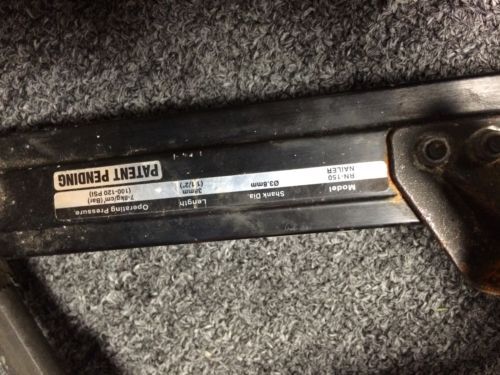 Model Shank Dia. Length Operating Pressure
RN-150 Ø3.8mm 38mm 7-8kg/cm²(Bar)
NAILER (1 1/2") (100-120 PSI)
PATENT PENDING